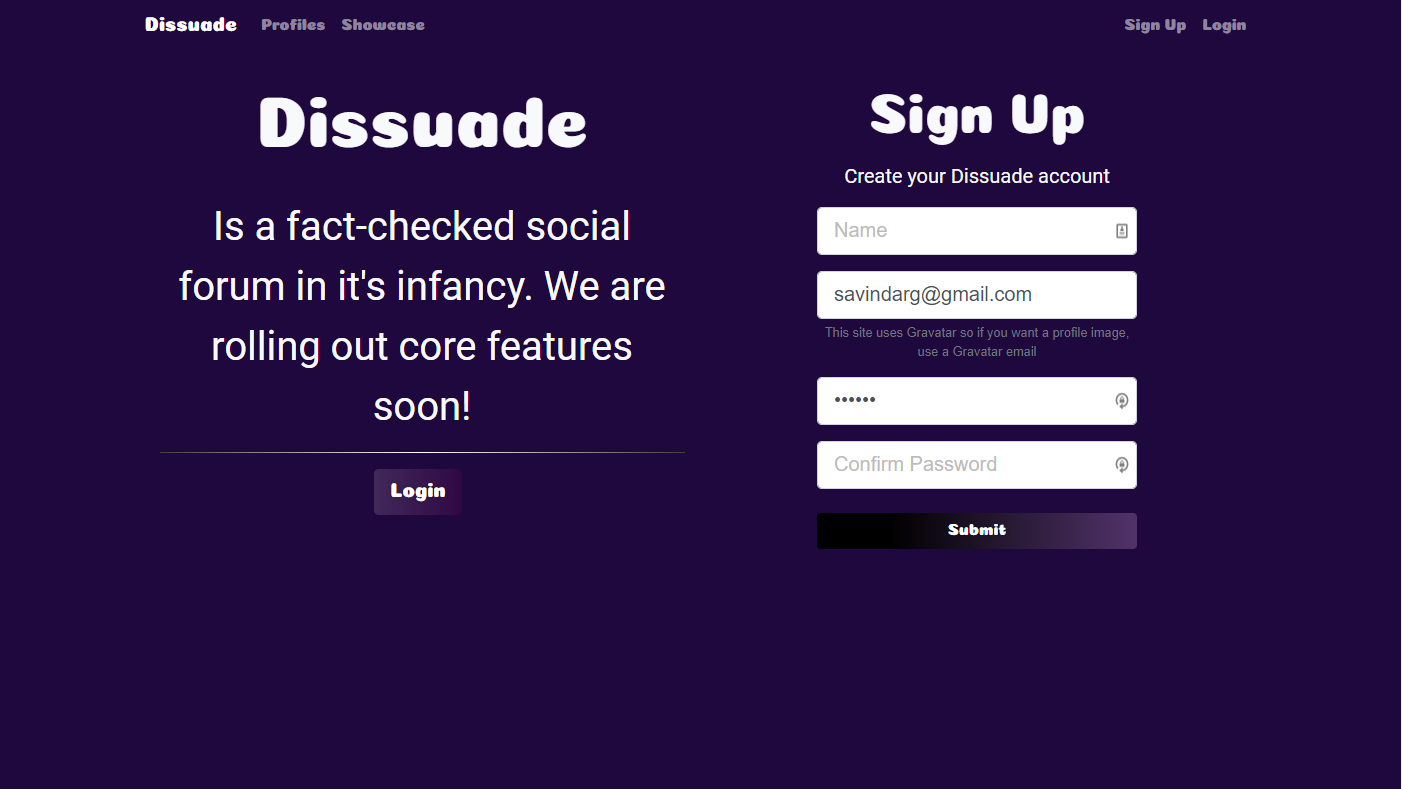 Dissuade Profiles Showcase Sign Up Login
Dissuade
Is a fact-checked social
forum in it's infancy. We are
rolling out core features
soon!
Login
Sign Up
Create your Dissuade account
Name
savindarg@gmail.com
This site uses Gravatar so if you want a profile image,
use a Gravatar email
••••••
Confirm Password
Submit